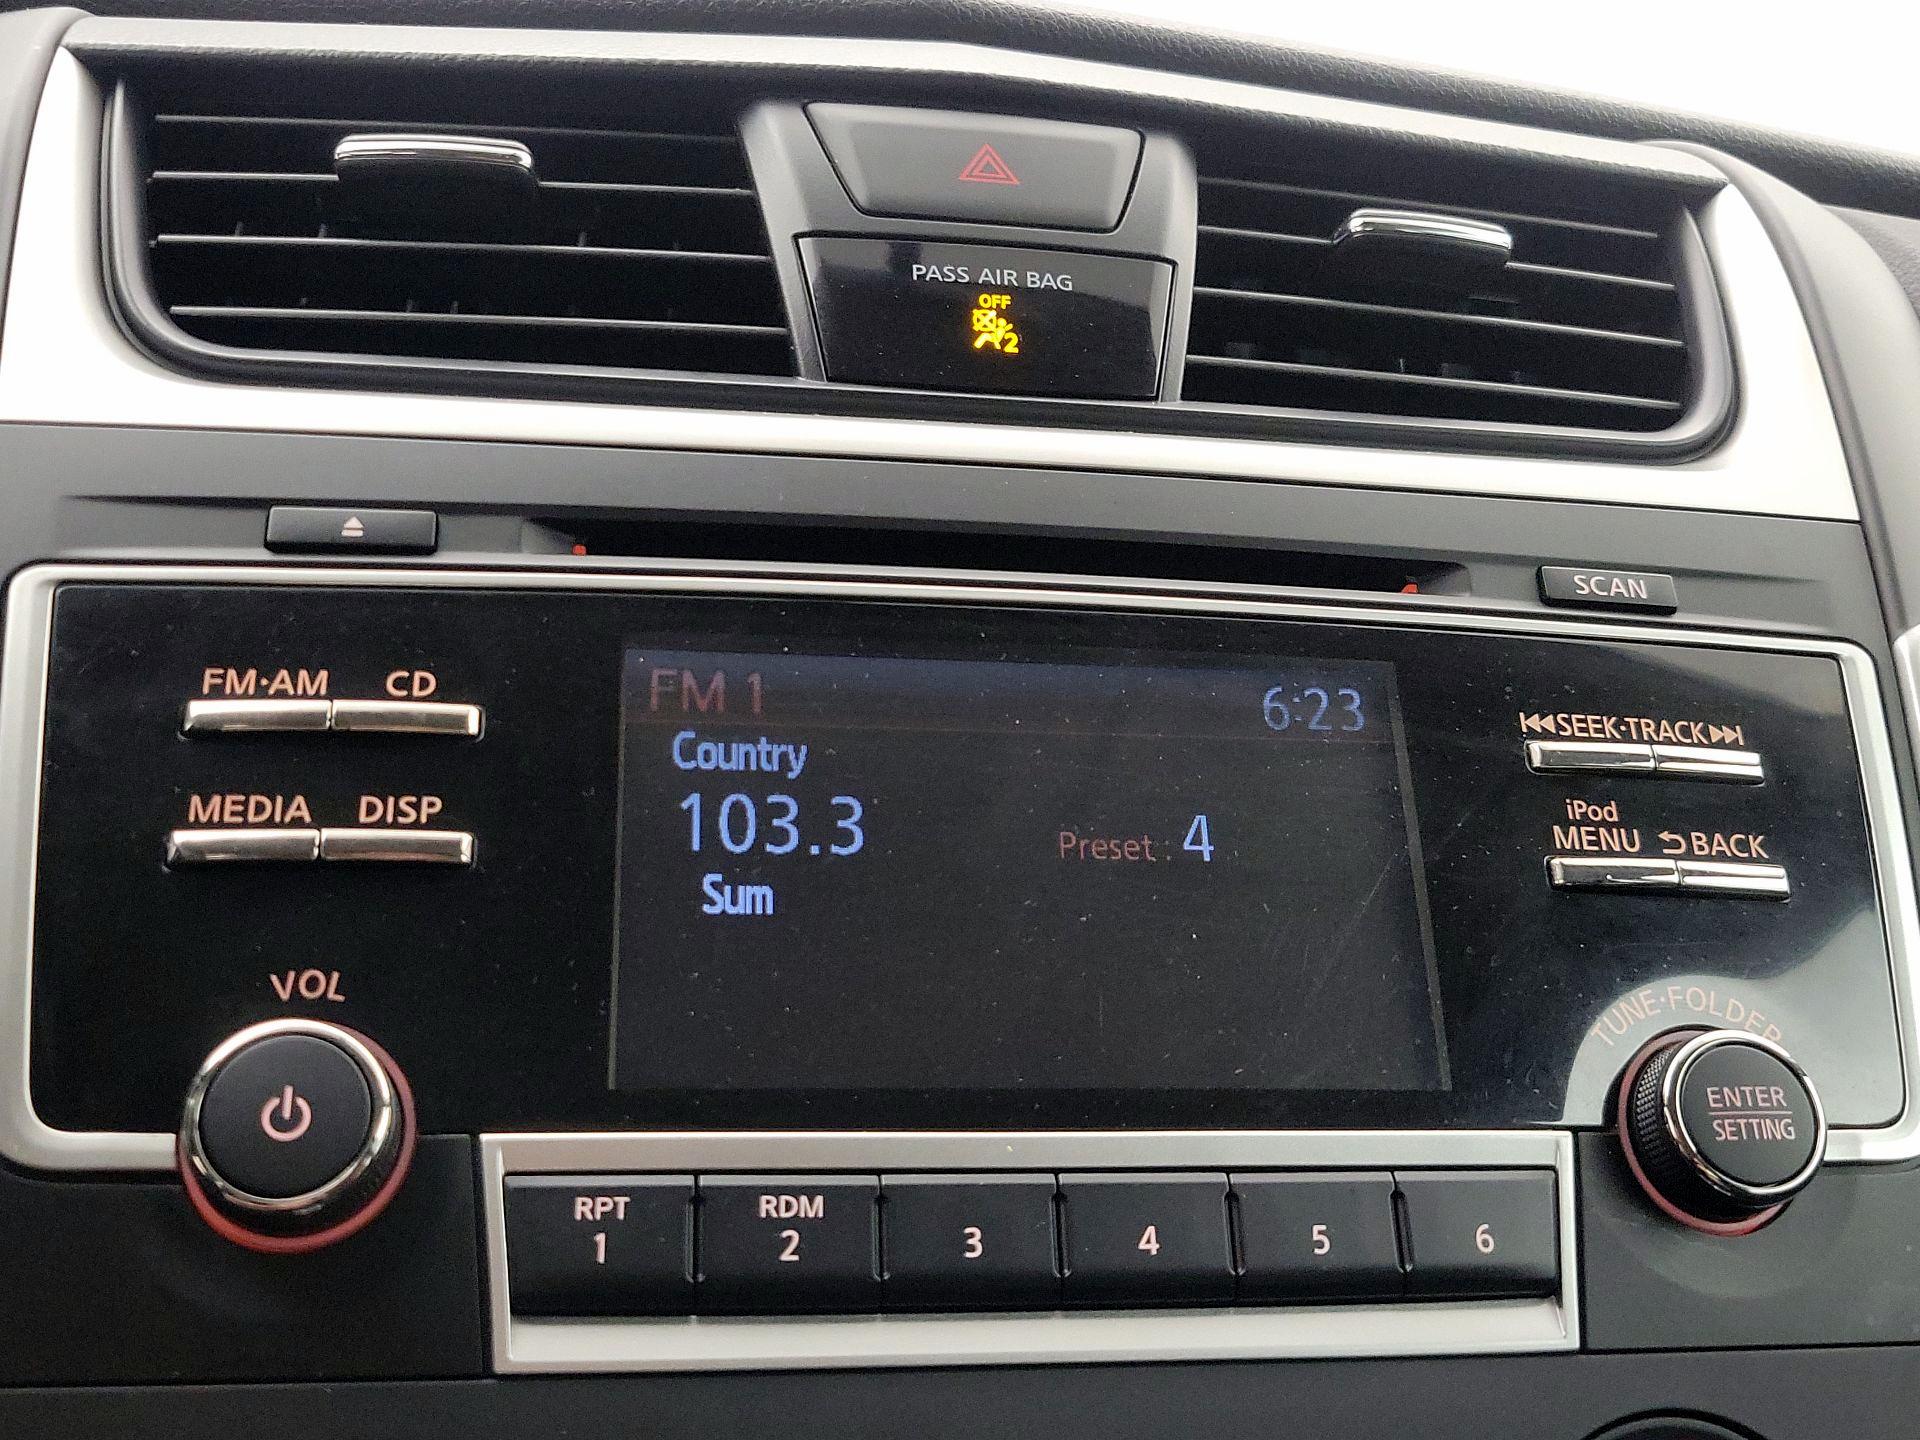 PASS AIR BAG
OFF
2
SCAN
FM·AM CD
MEDIA DISP
VOL
FM 1 6:23
Country
103.3
Preset: 4
Sum
SEEK·TRACK
iPod
MENU BACK
TUNE·FOLDER
ENTER
SETTING
RPT
1
RDM
2
3
4
5
6